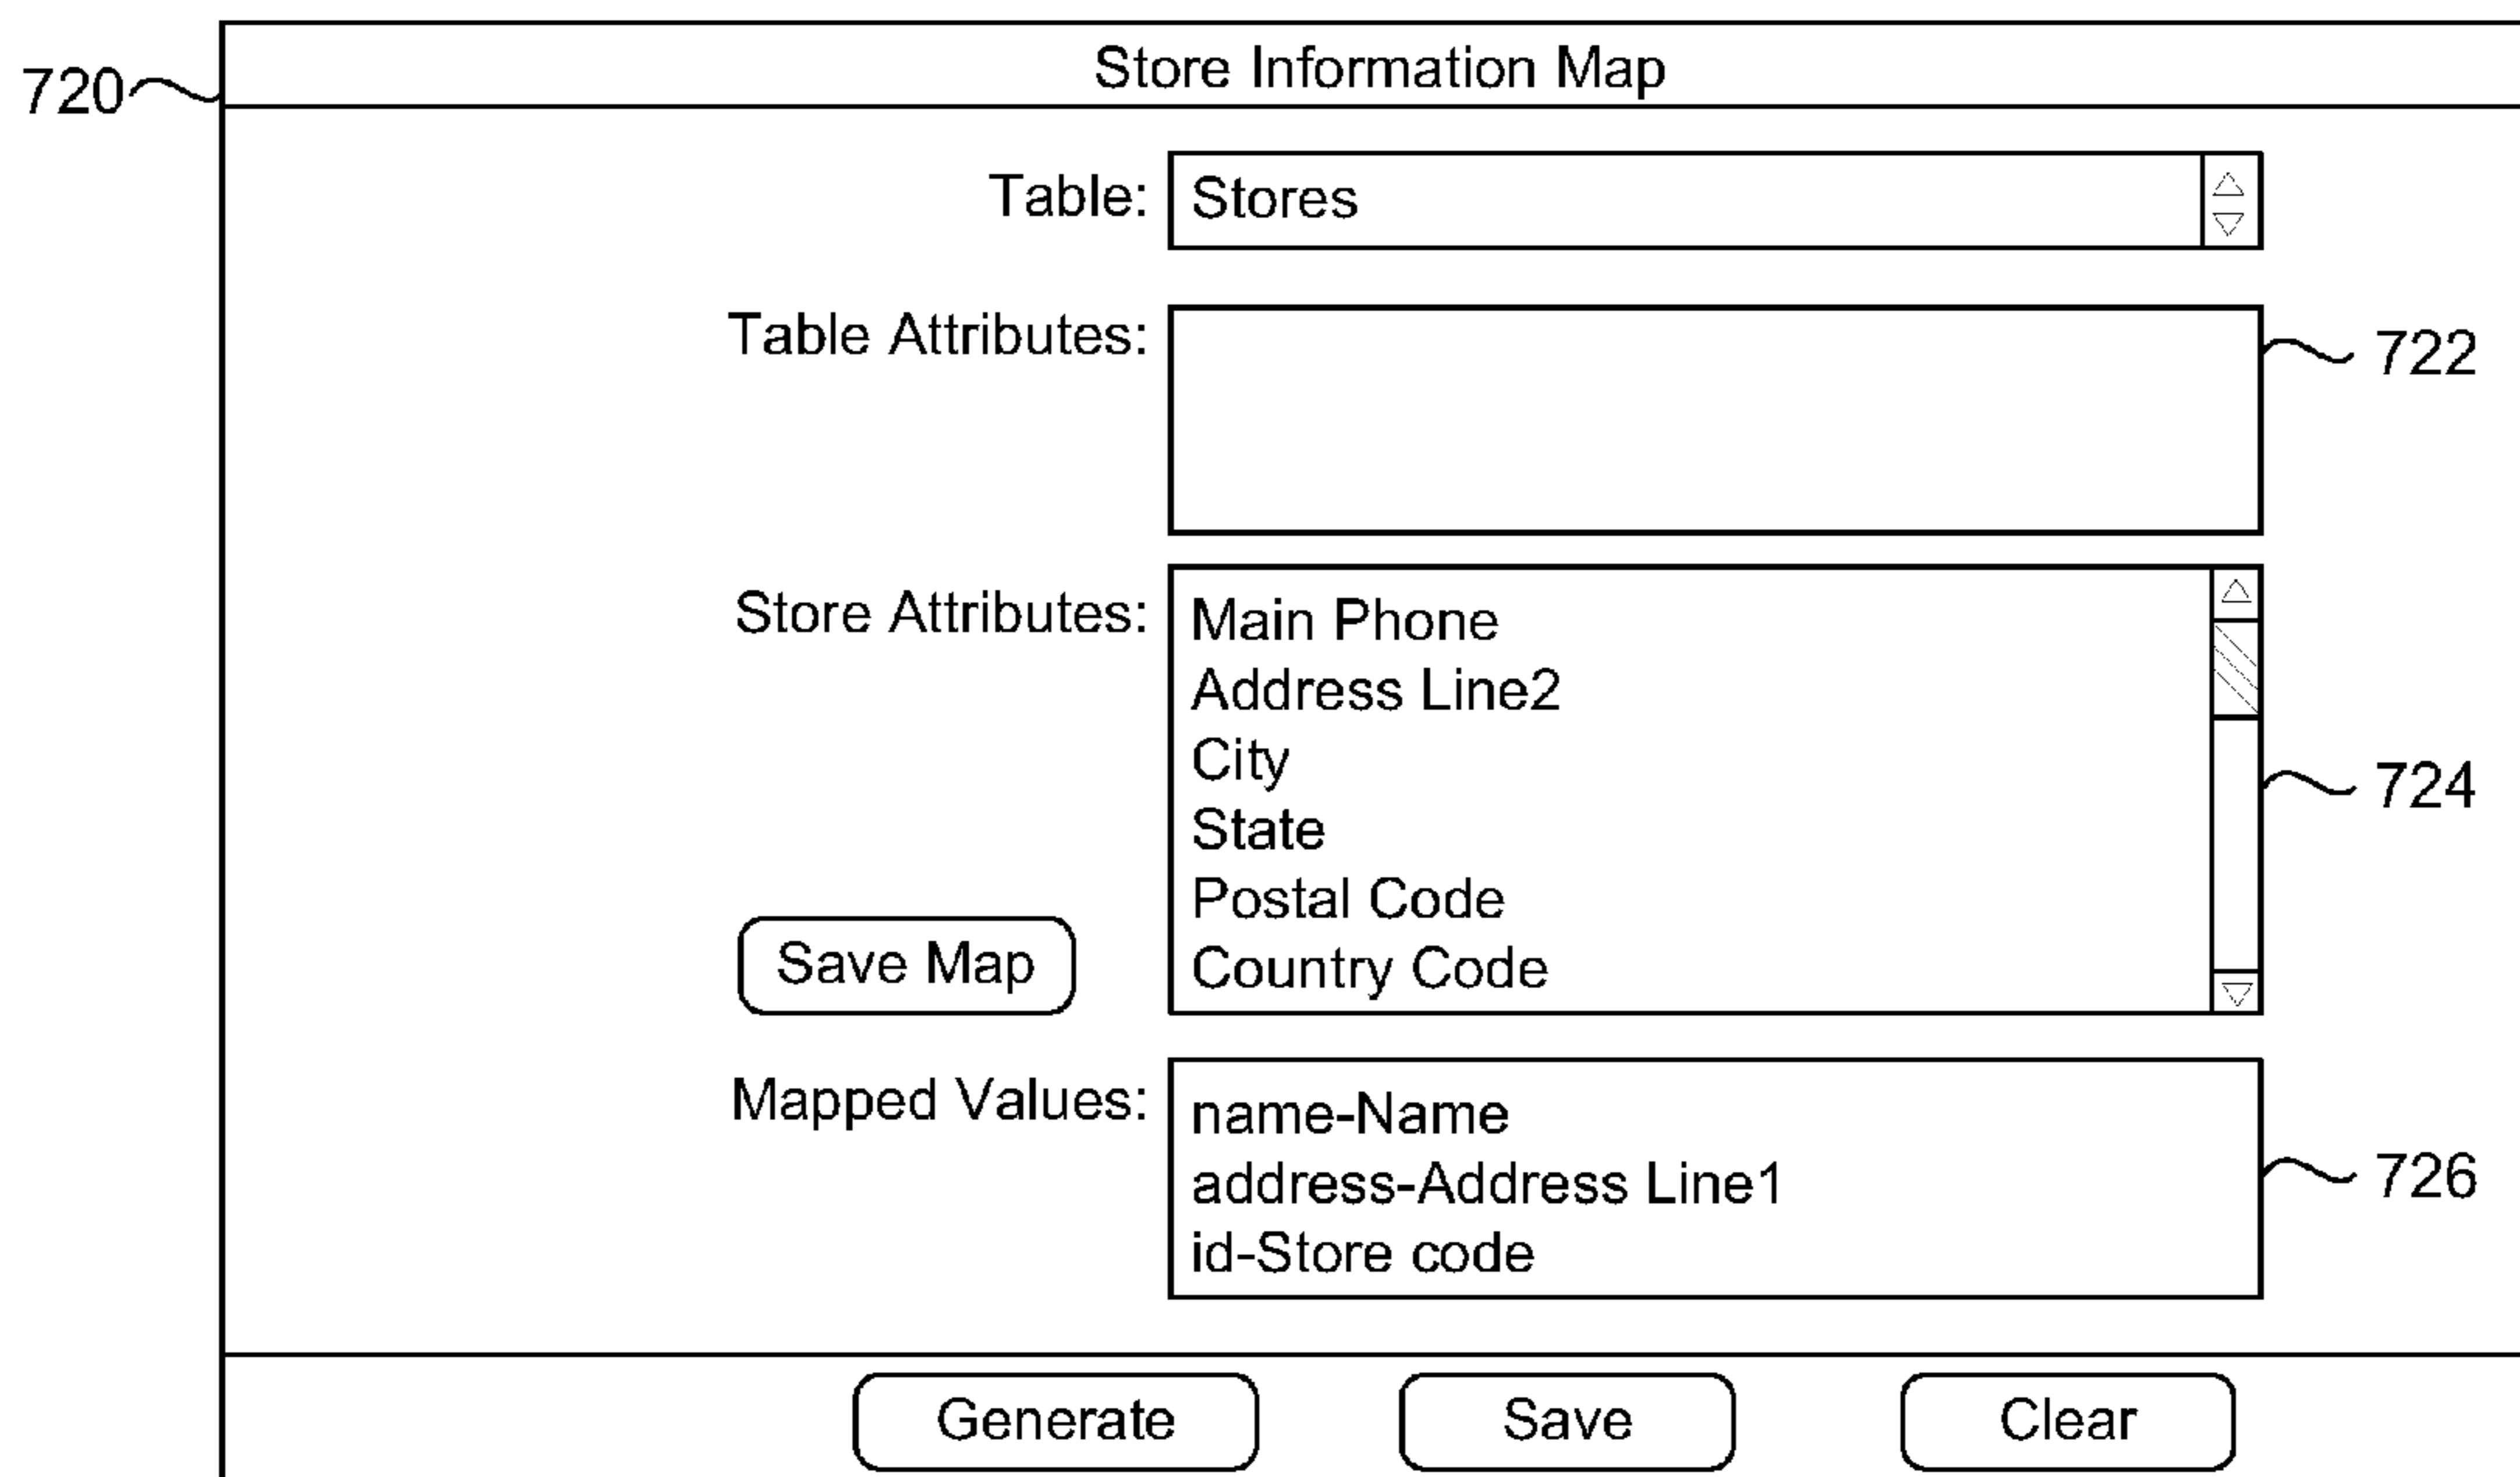 Store Information Map
720
Table: Stores
Table Attributes:
722
Store Attributes: Main Phone
Address Line2
City
State
724
Postal Code
Save Map
Country Code
Mapped Values: name-Name
address-Address Line1
726
id-Store code
Generate Save Clear